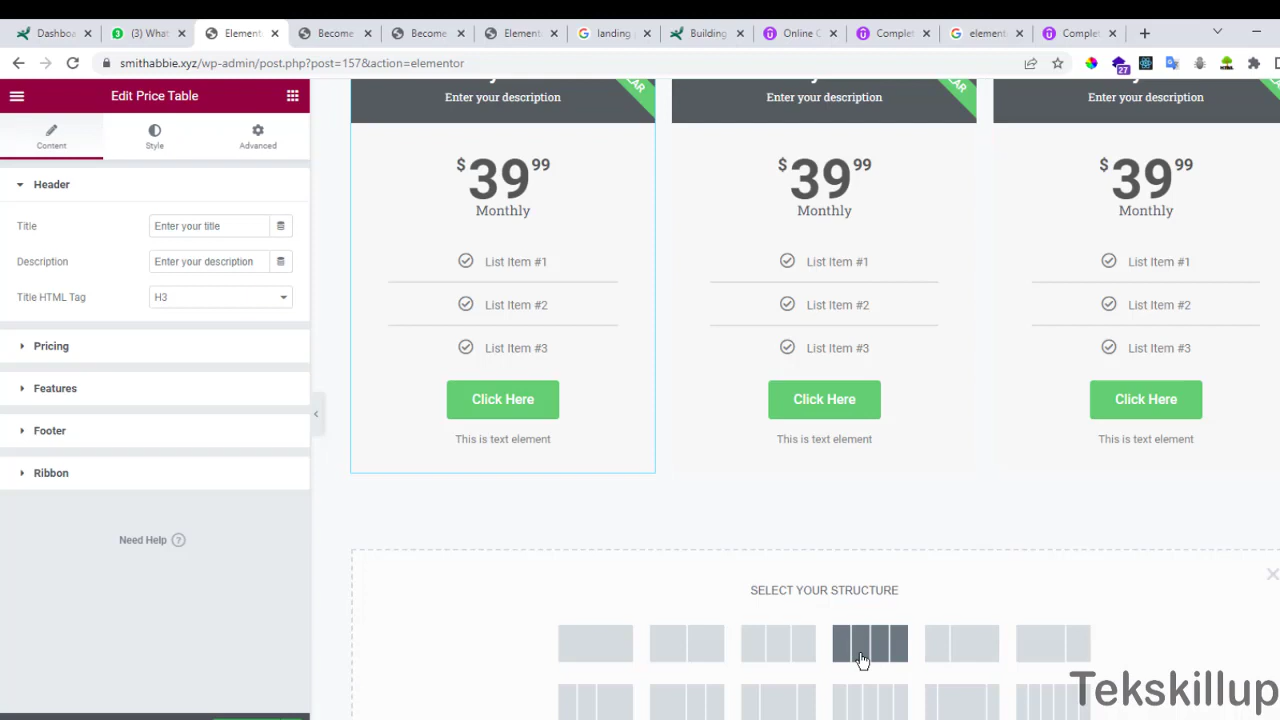 Dashboa
(3) What
Element
Become
Become
Element
landing
Building
Online C
Complet
element
Complet
smithabbie.xyz/wp-admin/post.php?post=157&action=elementor
27
Edit Price Table
Content
Style
Advanced
Header
Title
Enter your title
Description
Enter your description
Title HTML Tag
H3
Pricing
Features
Footer
Ribbon
Need Help
Enter your description
Enter your description
Enter your description
$39 99
$39 99
$39 99
Monthly
Monthly
Monthly
List Item #1
List Item #1
List Item #1
List Item #2
List Item #2
List Item #2
List Item #3
List Item #3
List Item #3
Click Here
Click Here
Click Here
This is text element
This is text element
This is text element
SELECT YOUR STRUCTURE
Tekskillup